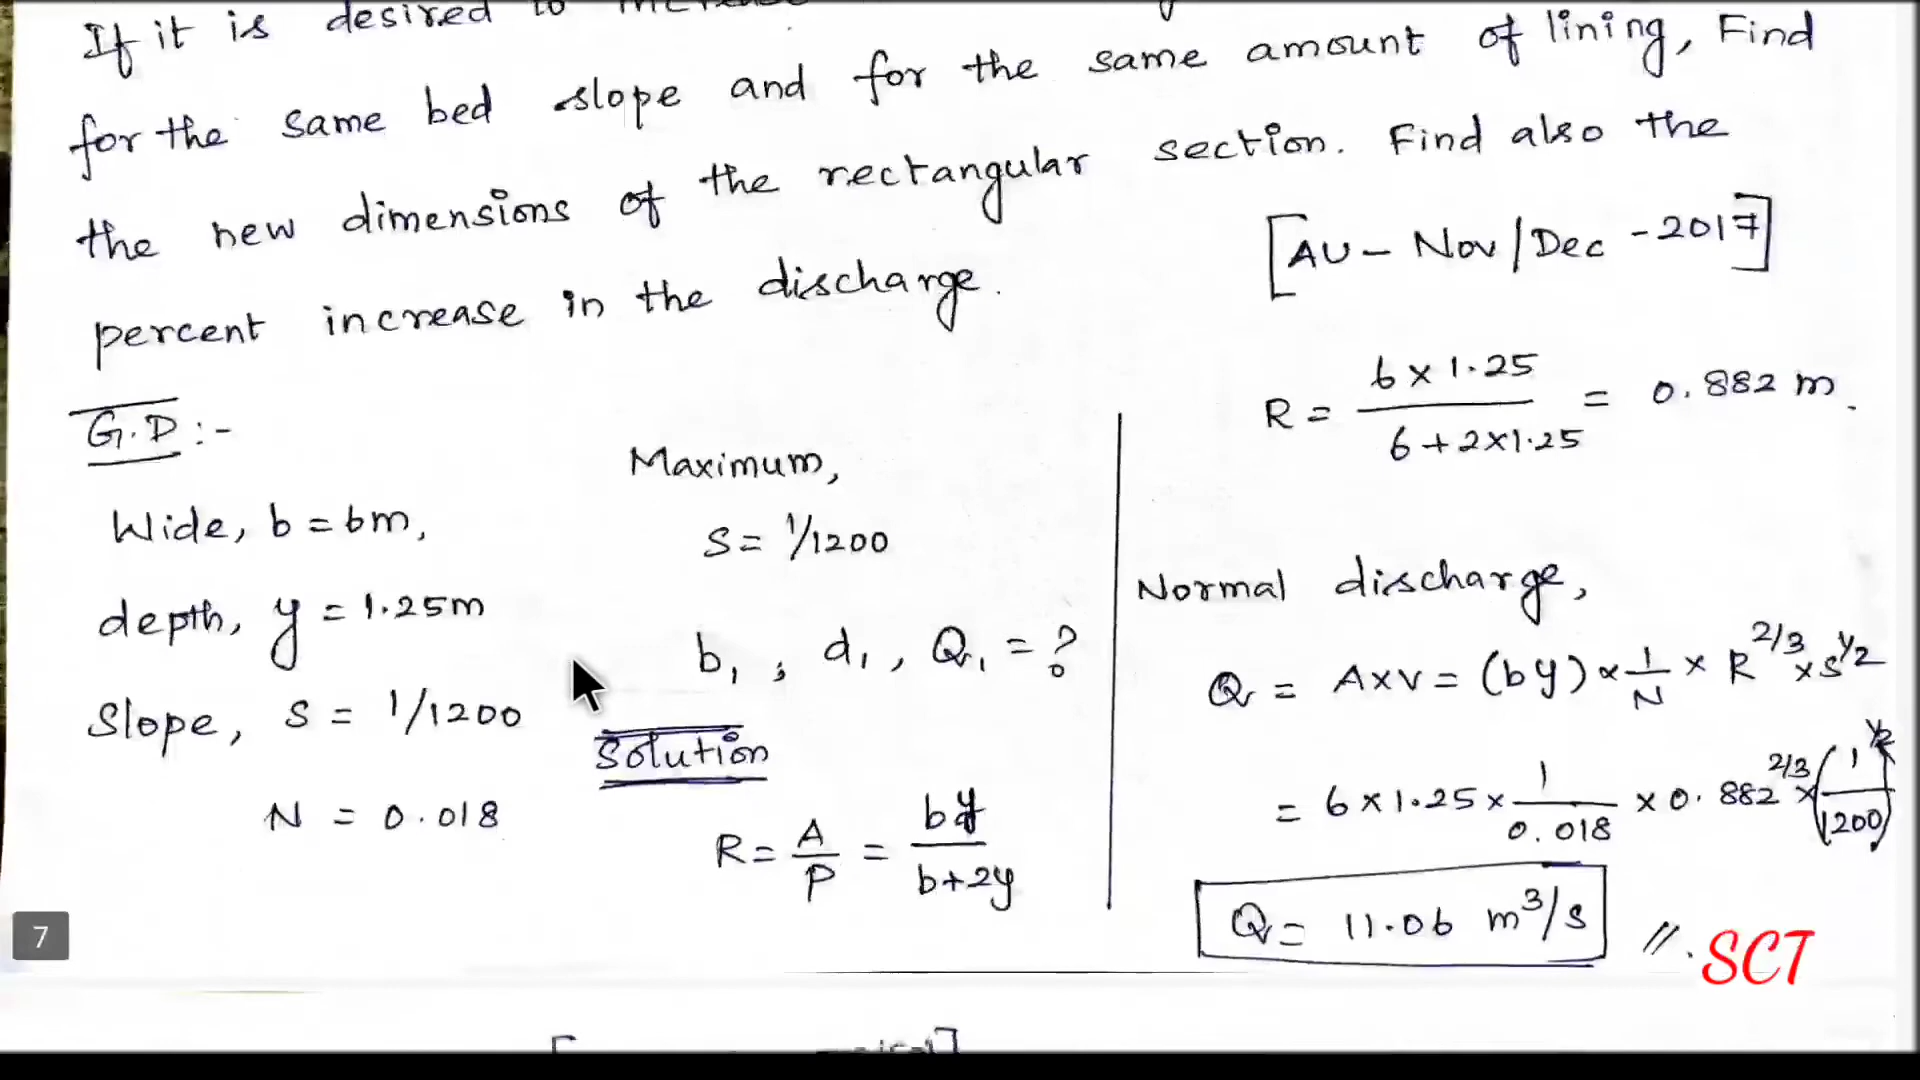 If it is desired to
for the same bed slope and for the same amount of lining, Find
the new dimensions of the rectangular section. Find also the
percent increase in the discharge.
[AU - Nov/Dec - 2017]
G.D :-
Wide, b = 6m,
depth, y = 1.25m
Slope, S = 1/1200
N = 0.018
Maximum,
S = 1/1200
b₁, d₁, Q₁ = ?
Solution
R = A/P = by/b+2y
R = 6 x 1.25 / 6 + 2x1.25 = 0.882 m.
Normal discharge,
Q = A x V = (by) x 1/N x R^2/3 x S^1/2
= 6 x 1.25 x 1/0.018 x 0.882^2/3 x (1/1200)^1/2
Q = 11.06 m³/s //.
SCT
7